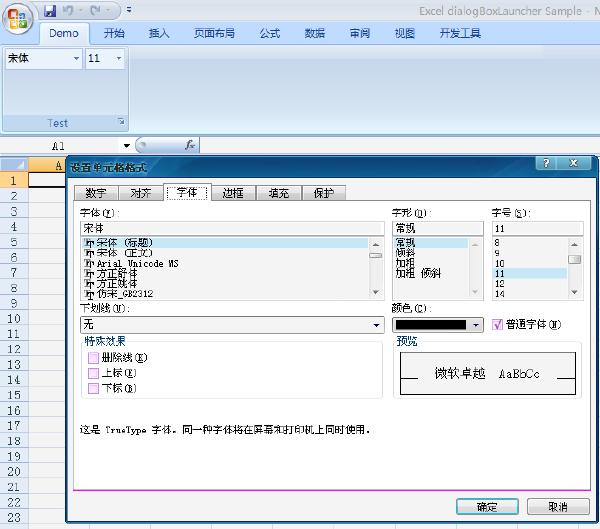 Excel dialogBoxLauncher Sample - N
Demo 开始 插入 页面布局 公式 数据 审阅 视图 开发工具
宋体 11
Test
A1 fx
A
设置单元格格式 ?
1 数字 对齐 字体 边框 填充 保护
2
3 字体(F): 字形(O): 字号(S):
4 宋体 常规 11
5 宋体 (标题) 常规 8
6 宋体 (正文) 倾斜 9
Arial Unicode MS 加粗 10
7 方正舒体 加粗 倾斜 11
8 方正姚体 12
9 仿宋_GB2312 14
下划线(U): 颜色(C):
10 无 普通字体(N)
11 特殊效果 预览
12 删除线(K)
13 上标(E) 微软卓越 AaBbCc
14 下标(B)
15
16
17 这是 TrueType 字体。同一种字体将在屏幕和打印机上同时使用。
18
19
20
21
22 确定 取消
23